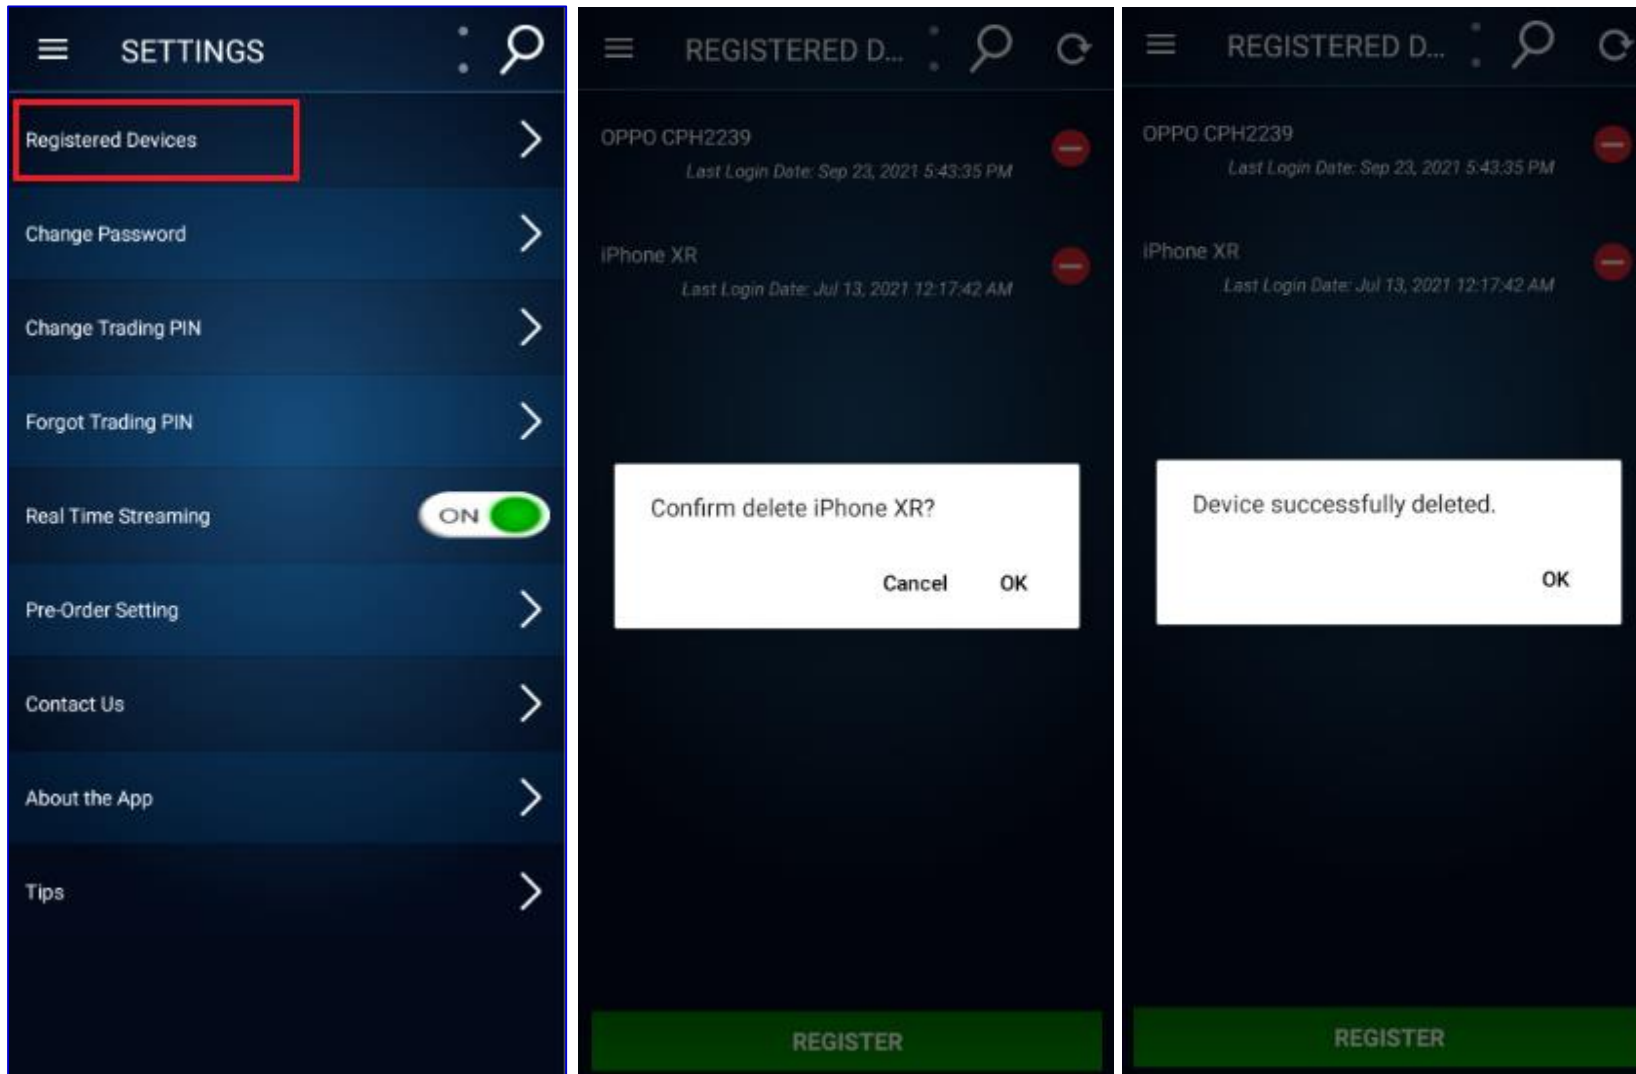 SETTINGS
Registered Devices
Change Password
Change Trading PIN
Forgot Trading PIN
Real Time Streaming
ON
Pre-Order Setting
Contact Us
About the App
Tips
REGISTERED D...
OPPO CPH2239
Last Login Date: Sep 23, 2021 5:43:35 PM
iPhone XR
Last Login Date: Jul 13, 2021 12:17:42 AM
Confirm delete iPhone XR?
Cancel OK
REGISTER
REGISTERED D...
OPPO CPH2239
Last Login Date: Sep 23, 2021 5:43:35 PM
iPhone XR
Last Login Date: Jul 13, 2021 12:17:42 AM
Device successfully deleted.
OK
REGISTER